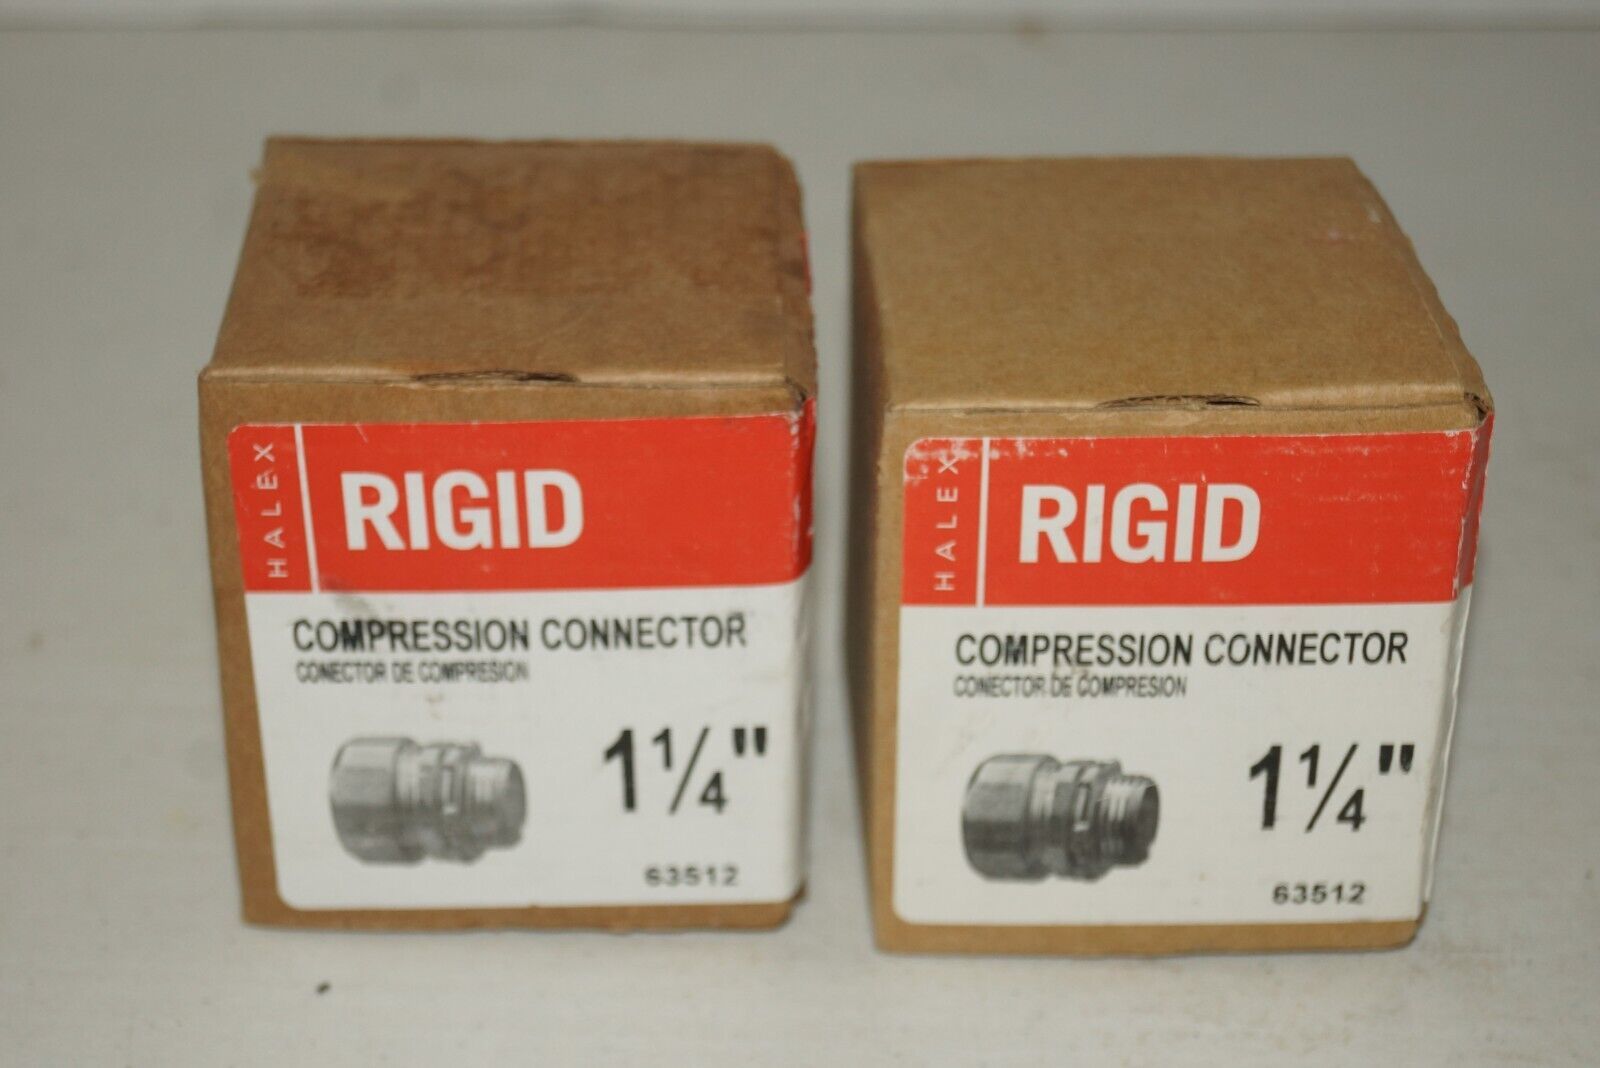 HALEX
RIGID
COMPRESSION CONNECTOR
CONECTOR DE COMPRESION
1¼"
63512
HALEX
RIGID
COMPRESSION CONNECTOR
CONECTOR DE COMPRESION
1¼"
63512